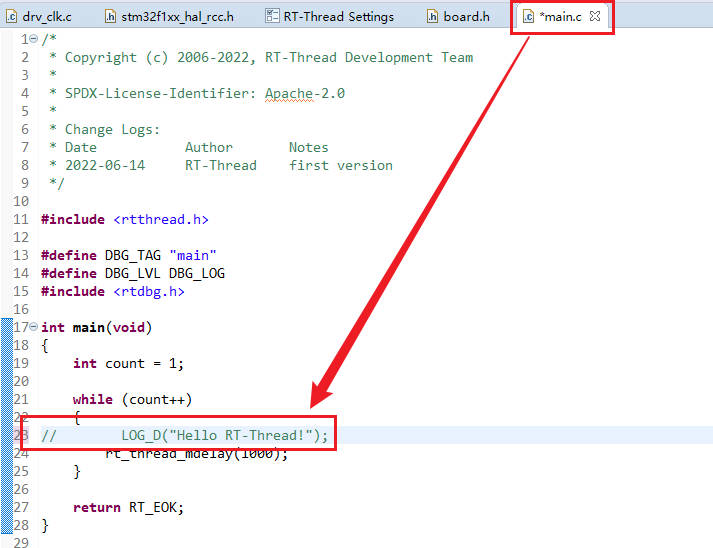 drv_clk.c stm32f1xx_hal_rcc.h RT-Thread Settings board.h *main.c
1 /*
2  * Copyright (c) 2006-2022, RT-Thread Development Team
3  *
4  * SPDX-License-Identifier: Apache-2.0
5  *
6  * Change Logs:
7  * Date           Author       Notes
8  * 2022-06-14     RT-Thread    first version
9  */
10
11 #include <rtthread.h>
12
13 #define DBG_TAG "main"
14 #define DBG_LVL DBG_LOG
15 #include <rtdbg.h>
16
17 int main(void)
18 {
19     int count = 1;
20
21     while (count++)
22     {
23 //        LOG_D("Hello RT-Thread!");
24         rt_thread_mdelay(1000);
25     }
26
27     return RT_EOK;
28 }
29